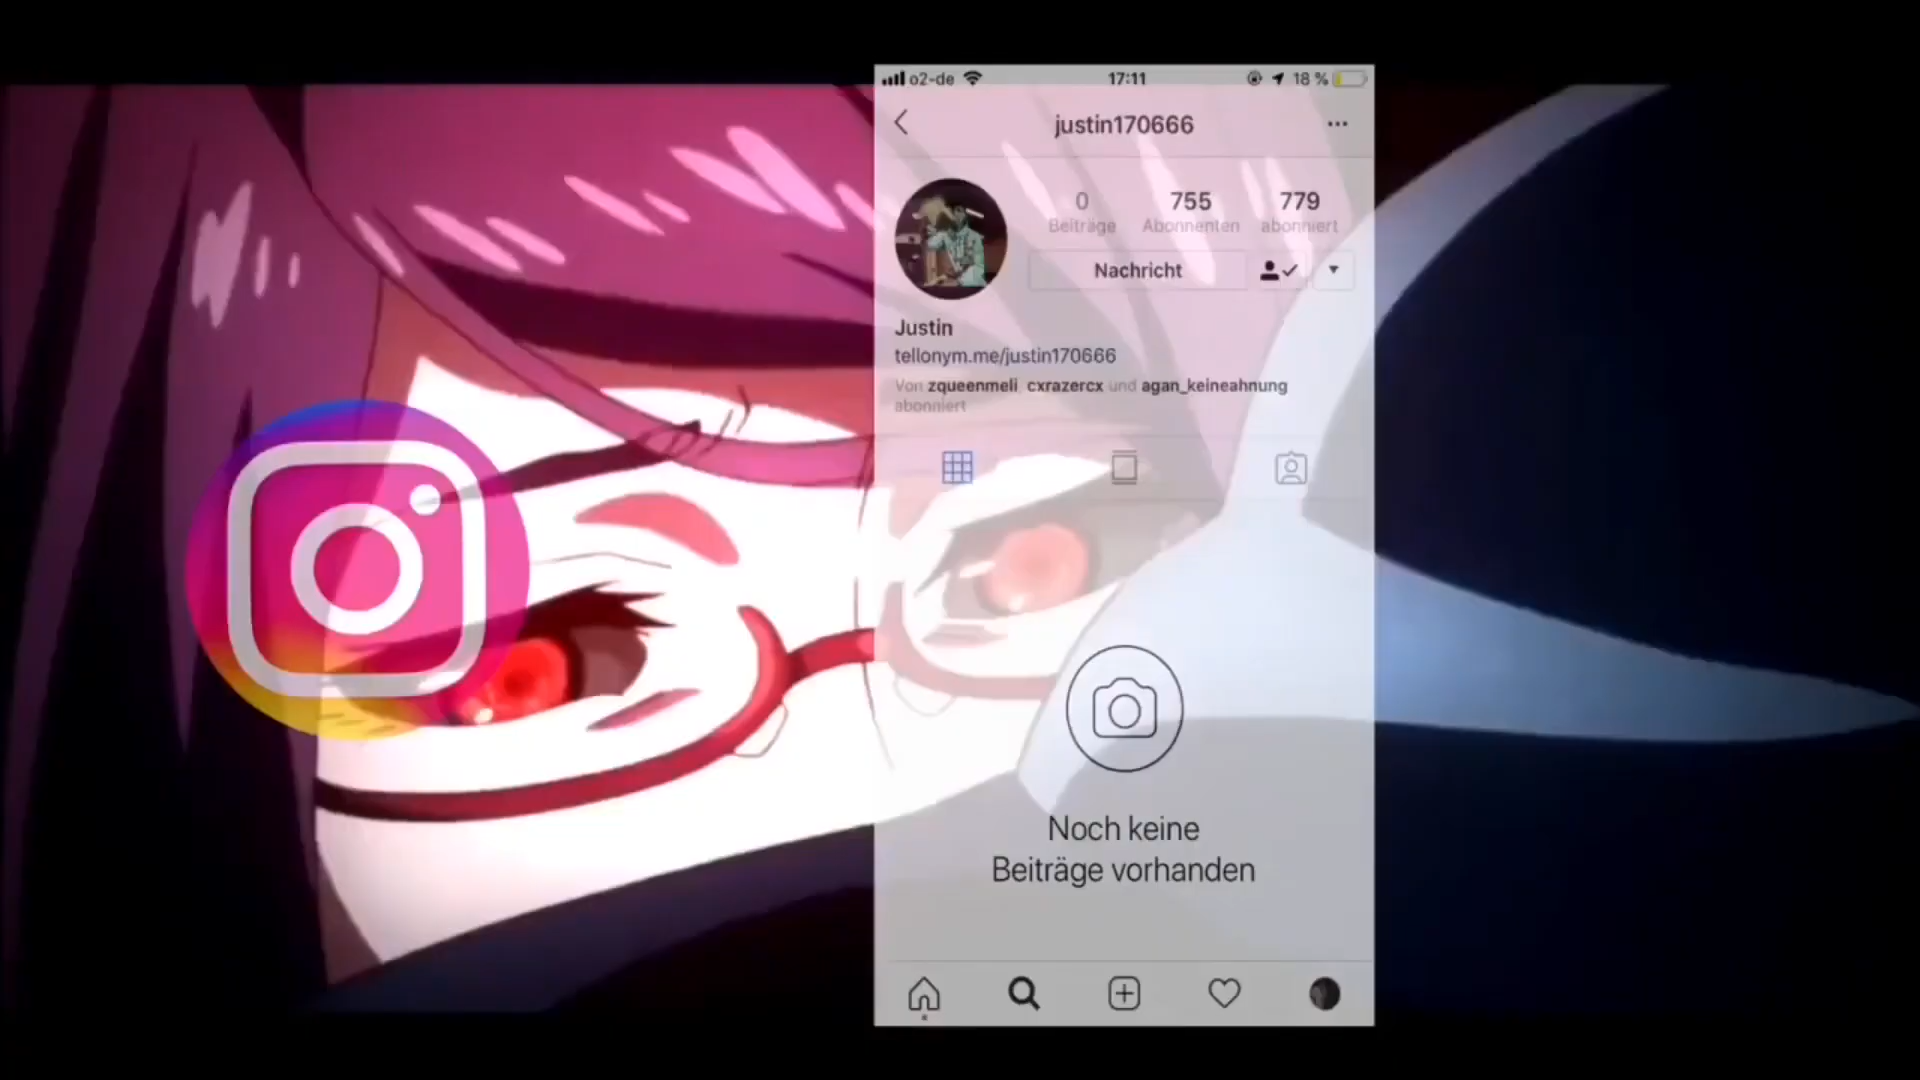 o2-de 17:11 18 %
justin170666
0 755 779
Beiträge Abonnenten abonniert
Nachricht
Justin
tellonym.me/justin170666
Von zqueenmeli, cxrazercx und agan_keineahnung
abonniert
Noch keine
Beiträge vorhanden